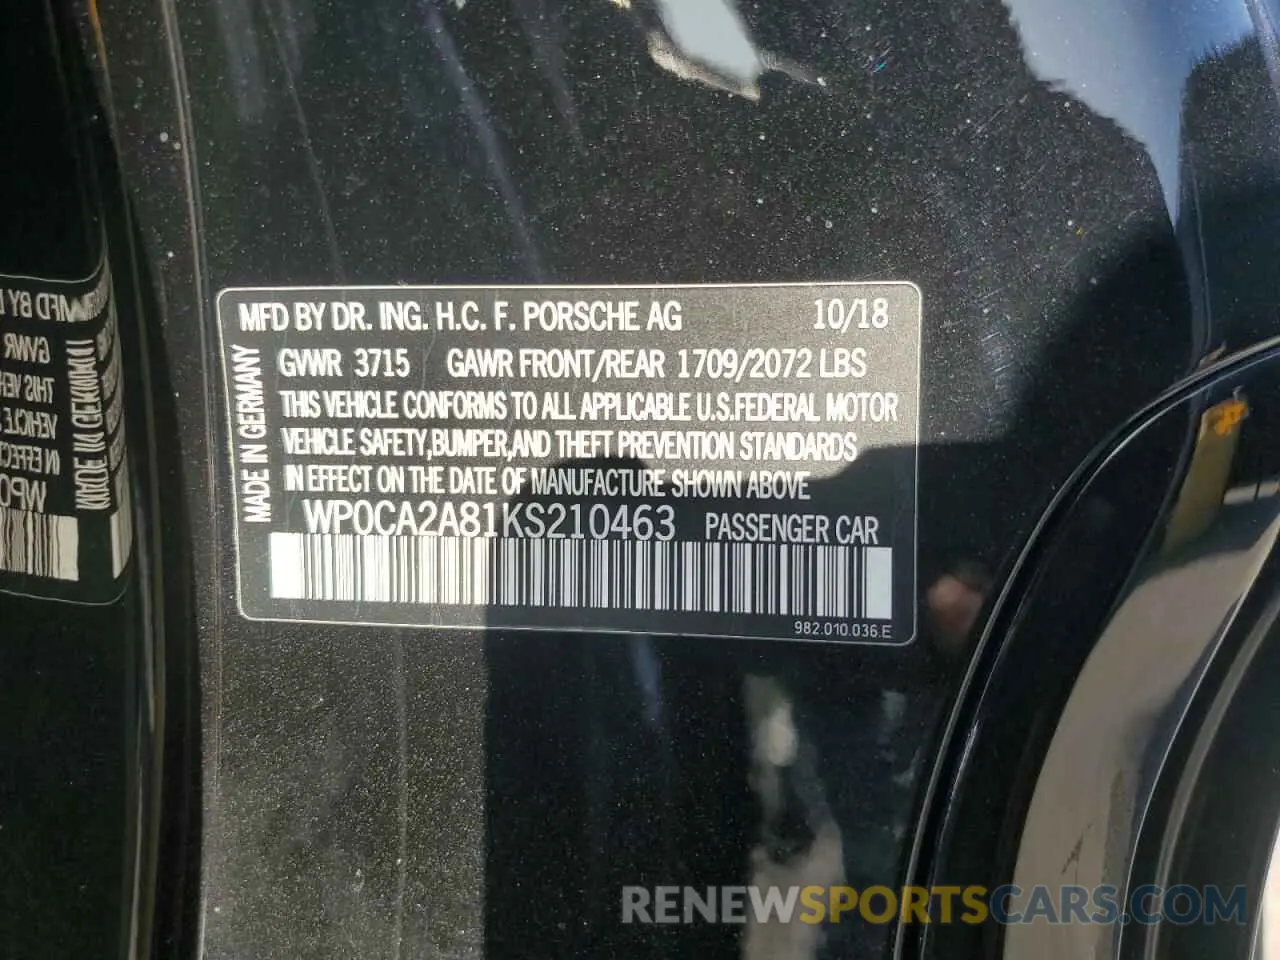 MFD BY DR. ING. H.C. F. PORSCHE AG 10/18
GVWR 3715 GAWR FRONT/REAR 1709/2072 LBS
THIS VEHICLE CONFORMS TO ALL APPLICABLE U.S.FEDERAL MOTOR
VEHICLE SAFETY,BUMPER,AND THEFT PREVENTION STANDARDS
IN EFFECT ON THE DATE OF MANUFACTURE SHOWN ABOVE
WP0CA2A81KS210463 PASSENGER CAR
982.010.036.E
MADE IN GERMANY
RENEWSPORTSCARS.COM